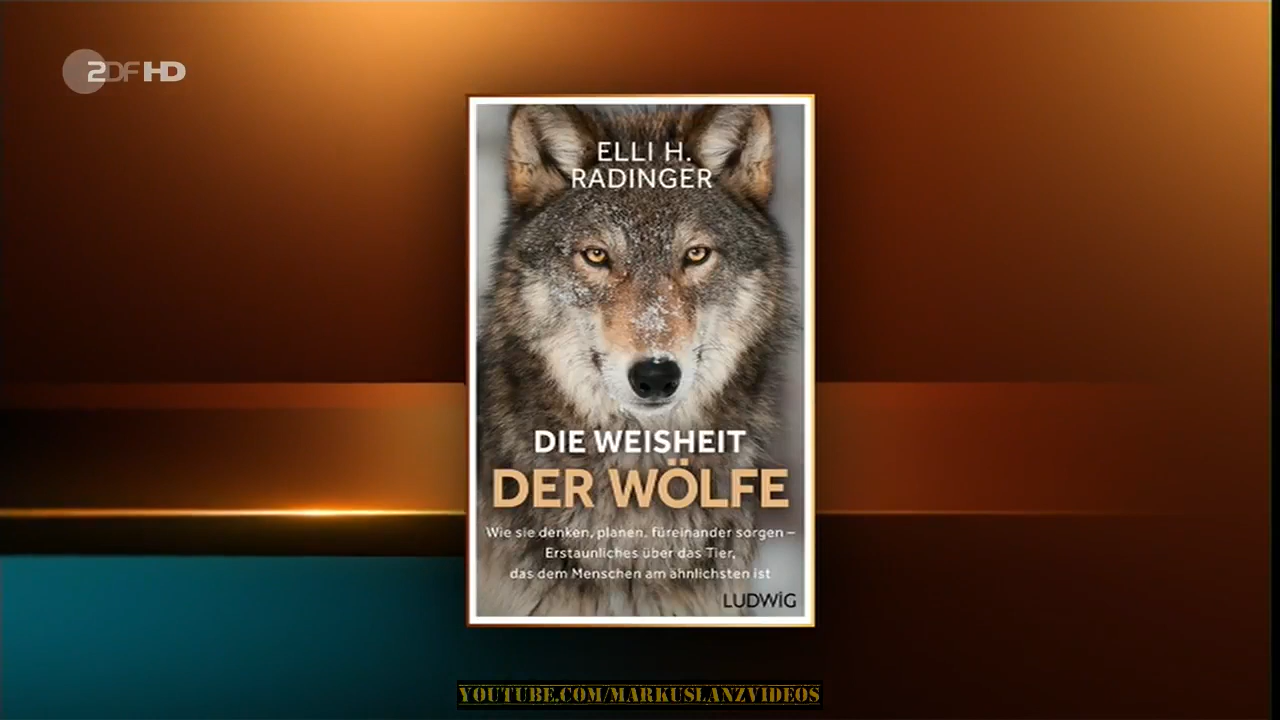 ZDF HD
ELLI H.
RADINGER
DIE WEISHEIT
DER WÖLFE
Wie sie denken, planen, füreinander sorgen –
Erstaunliches über das Tier,
das dem Menschen am ähnlichsten ist
LUDWiG
YOUTUBE.COM/MARKUSLANZVIDEOS